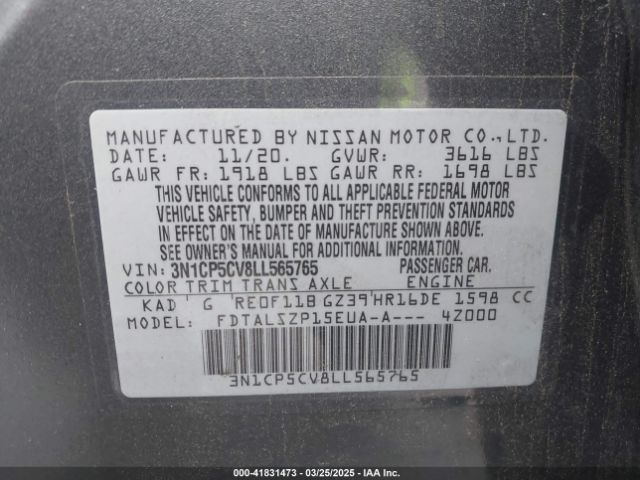 MANUFACTURED BY NISSAN MOTOR CO.,LTD.
DATE: 11/20. GVWR: 3616 LBS
GAWR FR: 1918 LBS GAWR RR: 1698 LBS
THIS VEHICLE CONFORMS TO ALL APPLICABLE FEDERAL MOTOR
VEHICLE SAFETY, BUMPER AND THEFT PREVENTION STANDARDS
IN EFFECT ON THE DATE OF MANUFACTURE SHOWN ABOVE.
SEE OWNER'S MANUAL FOR ADDITIONAL INFORMATION.
VIN: 3N1CP5CV8LL565765 PASSENGER CAR.
COLOR TRIM TRANS AXLE ENGINE
KAD G RE0F11B GZ39 HR16DE 1598 CC
MODEL: FDTALSZP15EUA-A--- 4Z000
3N1CP5CV8LL565765
000-41831473 — 03/25/2025 — IAA Inc.